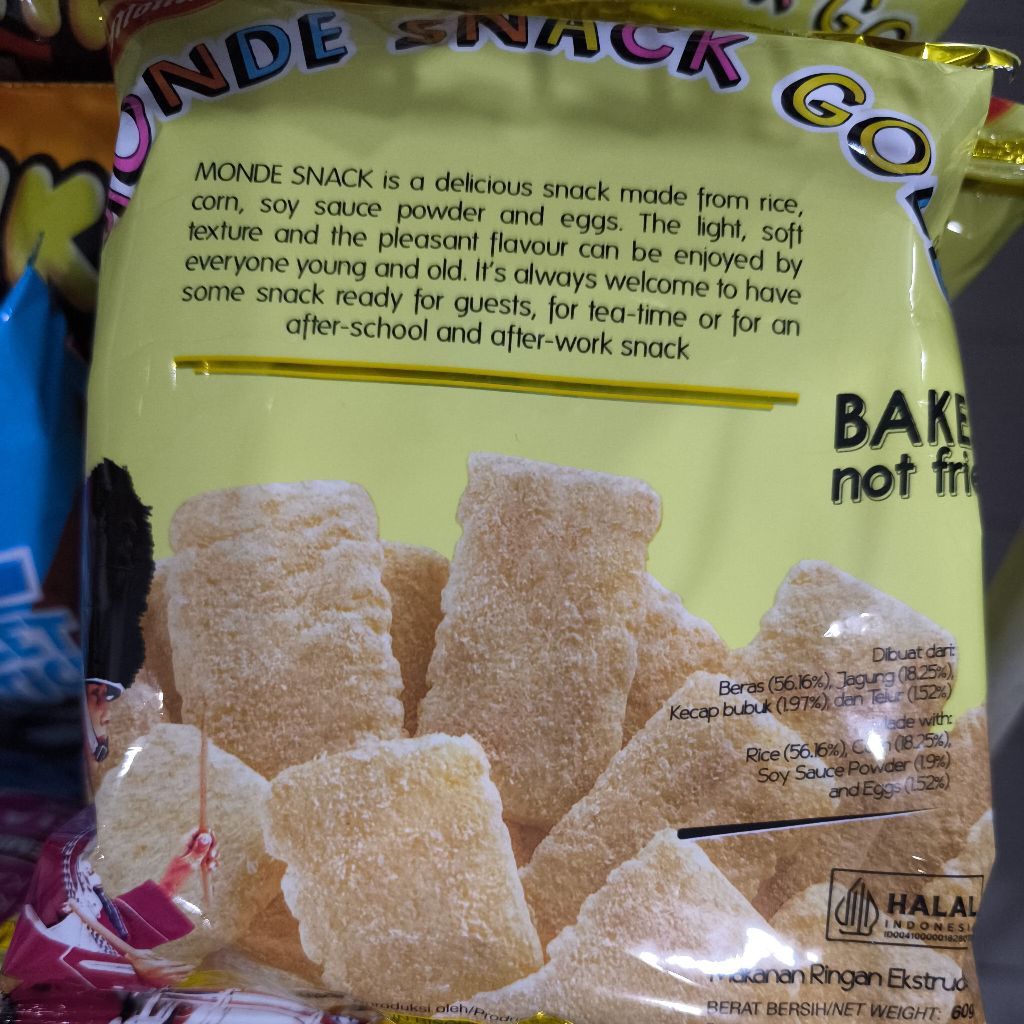 MONDE SNACK GO
MONDE SNACK is a delicious snack made from rice,
corn, soy sauce powder and eggs. The light, soft
texture and the pleasant flavour can be enjoyed by
everyone young and old. It's always welcome to have
some snack ready for guests, for tea-time or for an
after-school and after-work snack
BAKE
not fri
Dibuat dari:
Beras (56.16%), Jagung (18.25%),
Kecap bubuk (1.97%), dan Telur (1.52%)
Made with:
Rice (56.16%), Corn (18.25%),
Soy Sauce Powder (1.9%)
and Eggs (1.52%)
HALAL
INDONESI
Makanan Ringan Ekstrud
BERAT BERSIH/NET WEIGHT: 60g